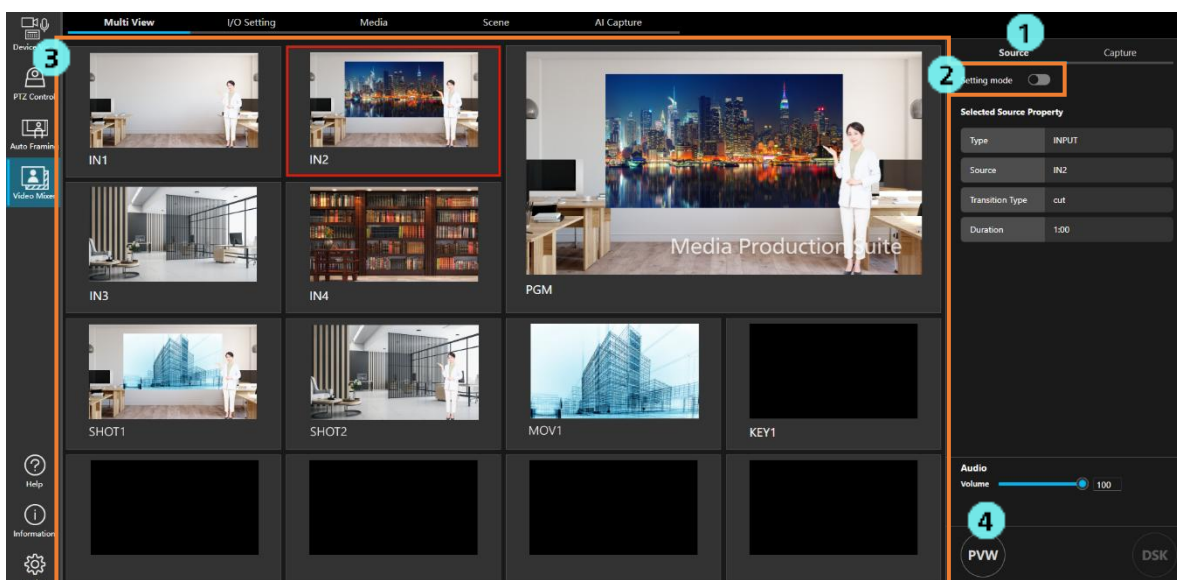 Multi View
I/O Setting
Media
Scene
AI Capture
1
Source
Capture
2
Setting mode
3
PTZ Control
Auto Framing
Video Mixer
IN1
IN2
Media Production Suite
PGM
IN3
IN4
SHOT1
SHOT2
MOV1
KEY1
Selected Source Property
Type INPUT
Source IN2
Transition Type cut
Duration 1:00
Audio
Volume 100
4
PVW
DSK
Help
Information